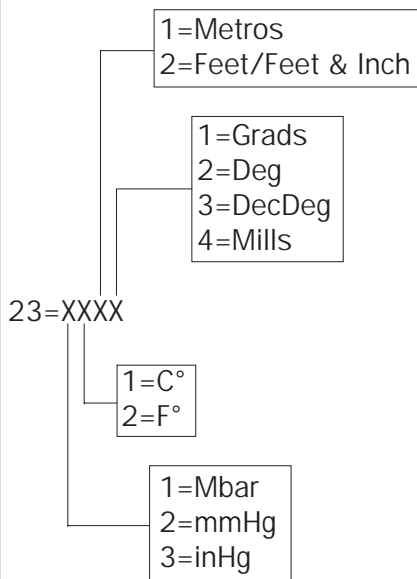 1=Metros
2=Feet/Feet & Inch
1=Grads
2=Deg
3=DecDeg
4=Mills
23=XXXX
1=C°
2=F°
1=Mbar
2=mmHg
3=inHg